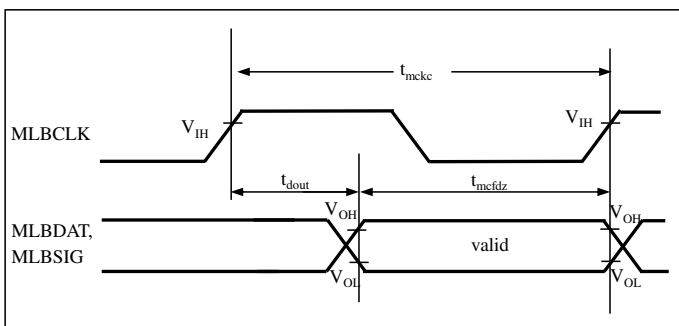 t_mckc
MLBCLK
V_IH
V_IH
t_dout
t_mcfdz
V_OH
V_OH
MLBDAT,
MLBSIG
valid
V_OL
V_OL